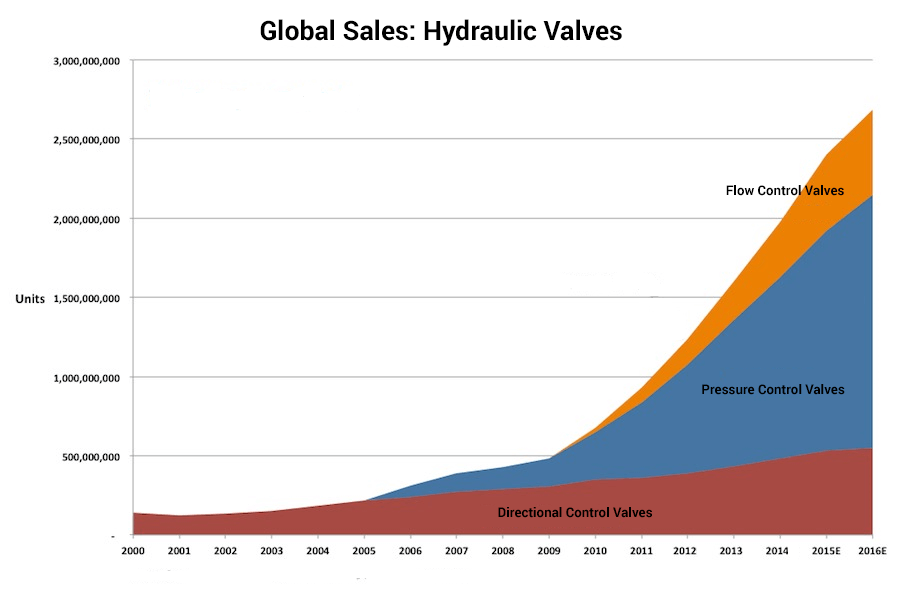 Global Sales: Hydraulic Valves
3,000,000,000
2,500,000,000
Flow Control Valves
2,000,000,000
Units 1,500,000,000
1,000,000,000
Pressure Control Valves
500,000,000
Directional Control Valves
-
2000 2001 2002 2003 2004 2005 2006 2007 2008 2009 2010 2011 2012 2013 2014 2015E 2016E